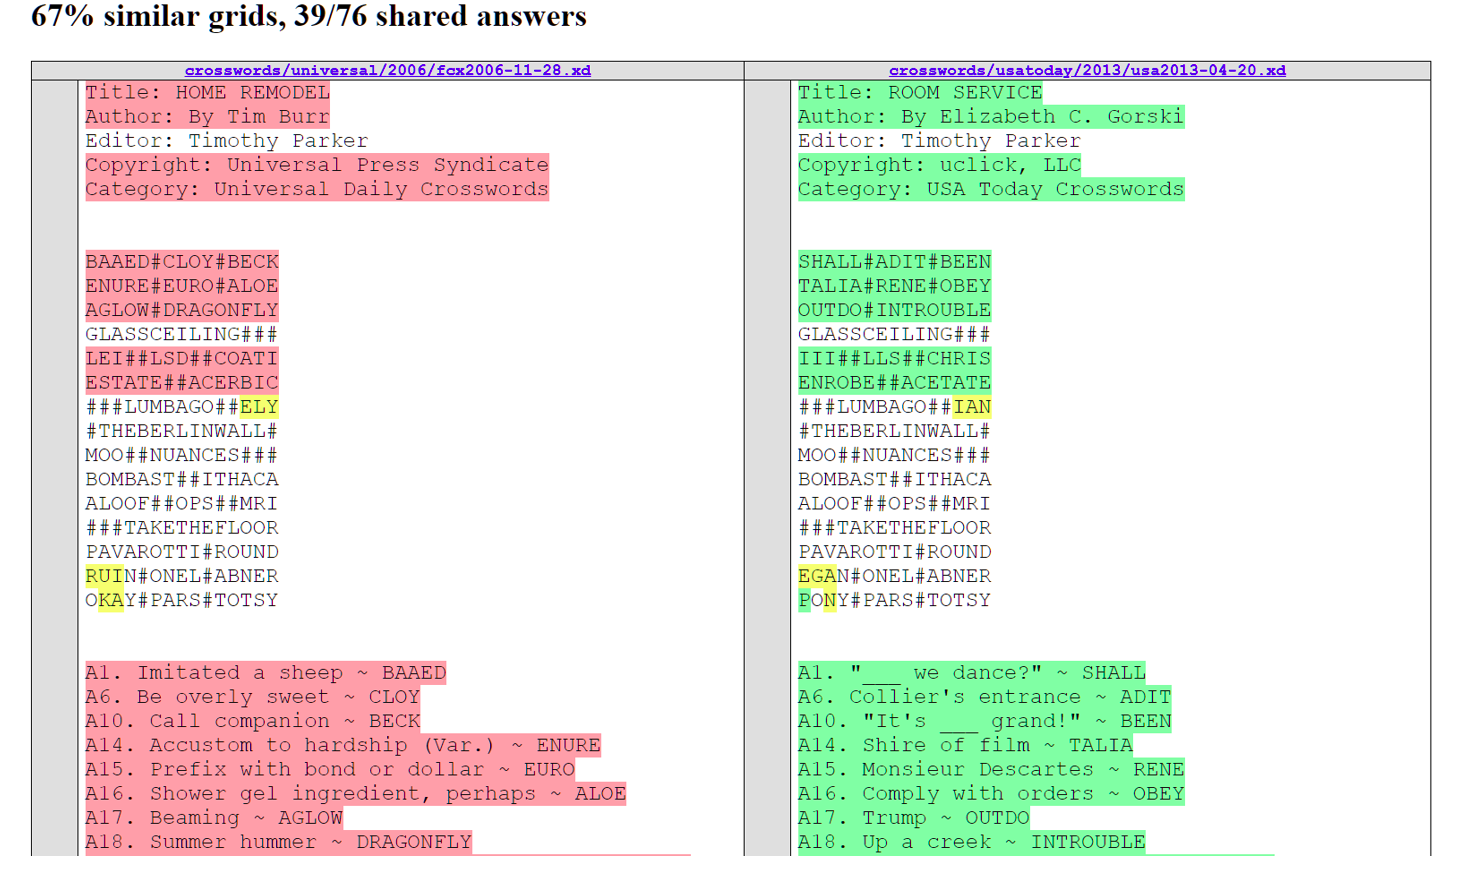 67% similar grids, 39/76 shared answers
crosswords/universal/2006/fcx2006-11-28.xd
Title: HOME REMODEL
Author: By Tim Burr
Editor: Timothy Parker
Copyright: Universal Press Syndicate
Category: Universal Daily Crosswords
BAAED#CLOY#BECK
ENURE#EURO#ALOE
AGLOW#DRAGONFLY
GLASSCEILING###
LEI##LSD##COATI
ESTATE##ACERBIC
###LUMBAGO##ELY
#THEBERLINWALL#
MOO##NUANCES###
BOMBAST##ITHACA
ALOOF##OPS##MRI
###TAKETHEFLOOR
PAVAROTTI#ROUND
RUIN#ONEL#ABNER
OKAY#PARS#TOTSY
A1. Imitated a sheep ~ BAAED
A6. Be overly sweet ~ CLOY
A10. Call companion ~ BECK
A14. Accustom to hardship (Var.) ~ ENURE
A15. Prefix with bond or dollar ~ EURO
A16. Shower gel ingredient, perhaps ~ ALOE
A17. Beaming ~ AGLOW
A18. Summer hummer ~ DRAGONFLY
crosswords/usatoday/2013/usa2013-04-20.xd
Title: ROOM SERVICE
Author: By Elizabeth C. Gorski
Editor: Timothy Parker
Copyright: uclick, LLC
Category: USA Today Crosswords
SHALL#ADIT#BEEN
TALIA#RENE#OBEY
OUTDO#INTROUBLE
GLASSCEILING###
III##LLS##CHRIS
ENROBE##ACETATE
###LUMBAGO##IAN
#THEBERLINWALL#
MOO##NUANCES###
BOMBAST##ITHACA
ALOOF##OPS##MRI
###TAKETHEFLOOR
PAVAROTTI#ROUND
EGAN#ONEL#ABNER
PONY#PARS#TOTSY
A1. "___ we dance?" ~ SHALL
A6. Collier's entrance ~ ADIT
A10. "It's ___ grand!" ~ BEEN
A14. Shire of film ~ TALIA
A15. Monsieur Descartes ~ RENE
A16. Comply with orders ~ OBEY
A17. Trump ~ OUTDO
A18. Up a creek ~ INTROUBLE